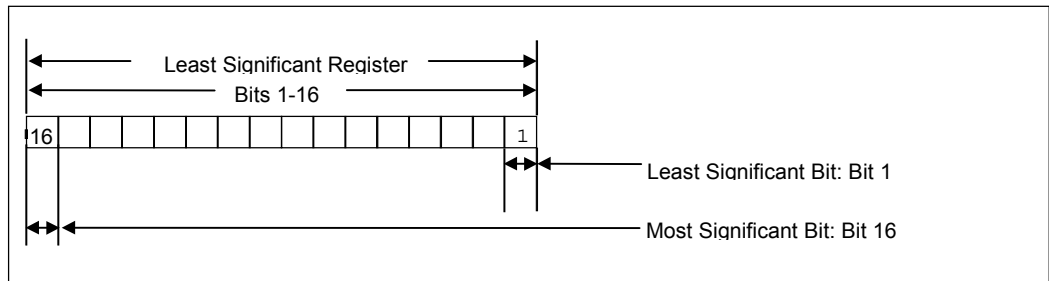 Least Significant Register
Bits 1-16
16 1
Least Significant Bit: Bit 1
Most Significant Bit: Bit 16